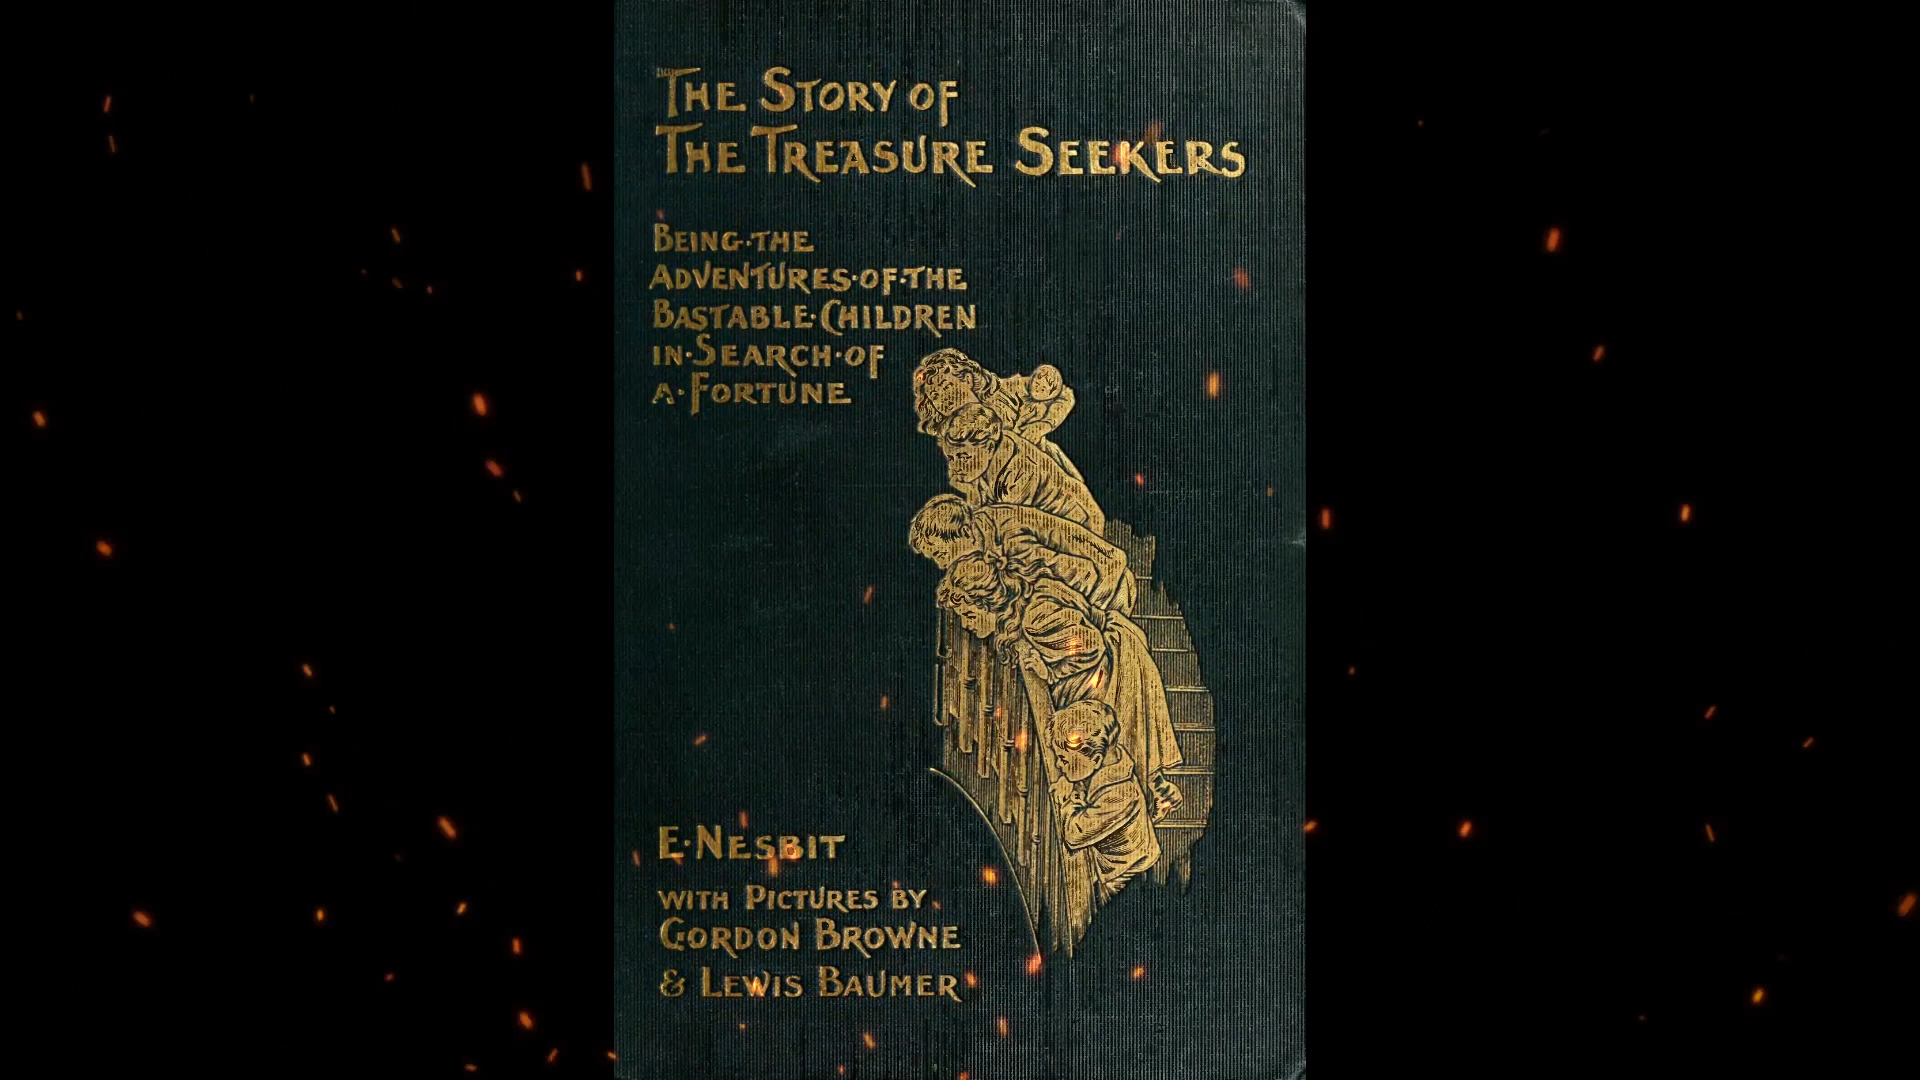 The Story of
The Treasure Seekers
Being·the
Adventures·of·the
Bastable·Children
in·Search·of
a·Fortune
E·Nesbit
with Pictures by
Gordon Browne
& Lewis Baumer